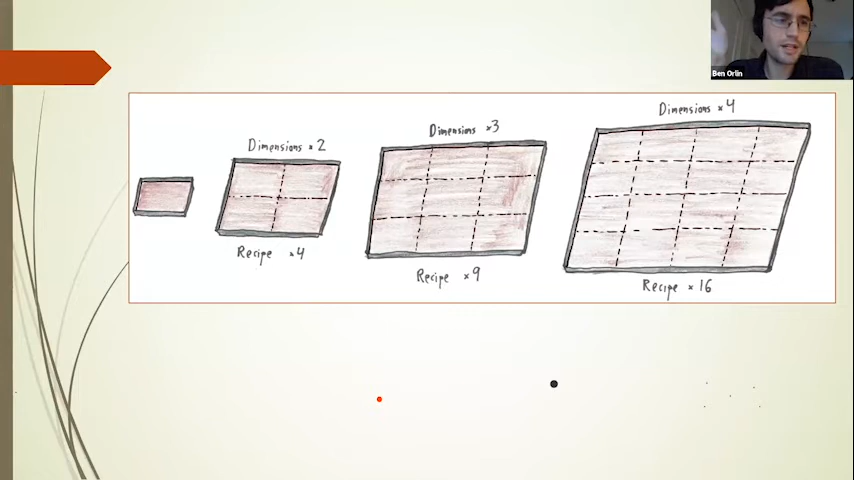 Ben Orlin
Dimensions ×2
Recipe ×4
Dimensions ×3
Recipe ×9
Dimensions ×4
Recipe ×16